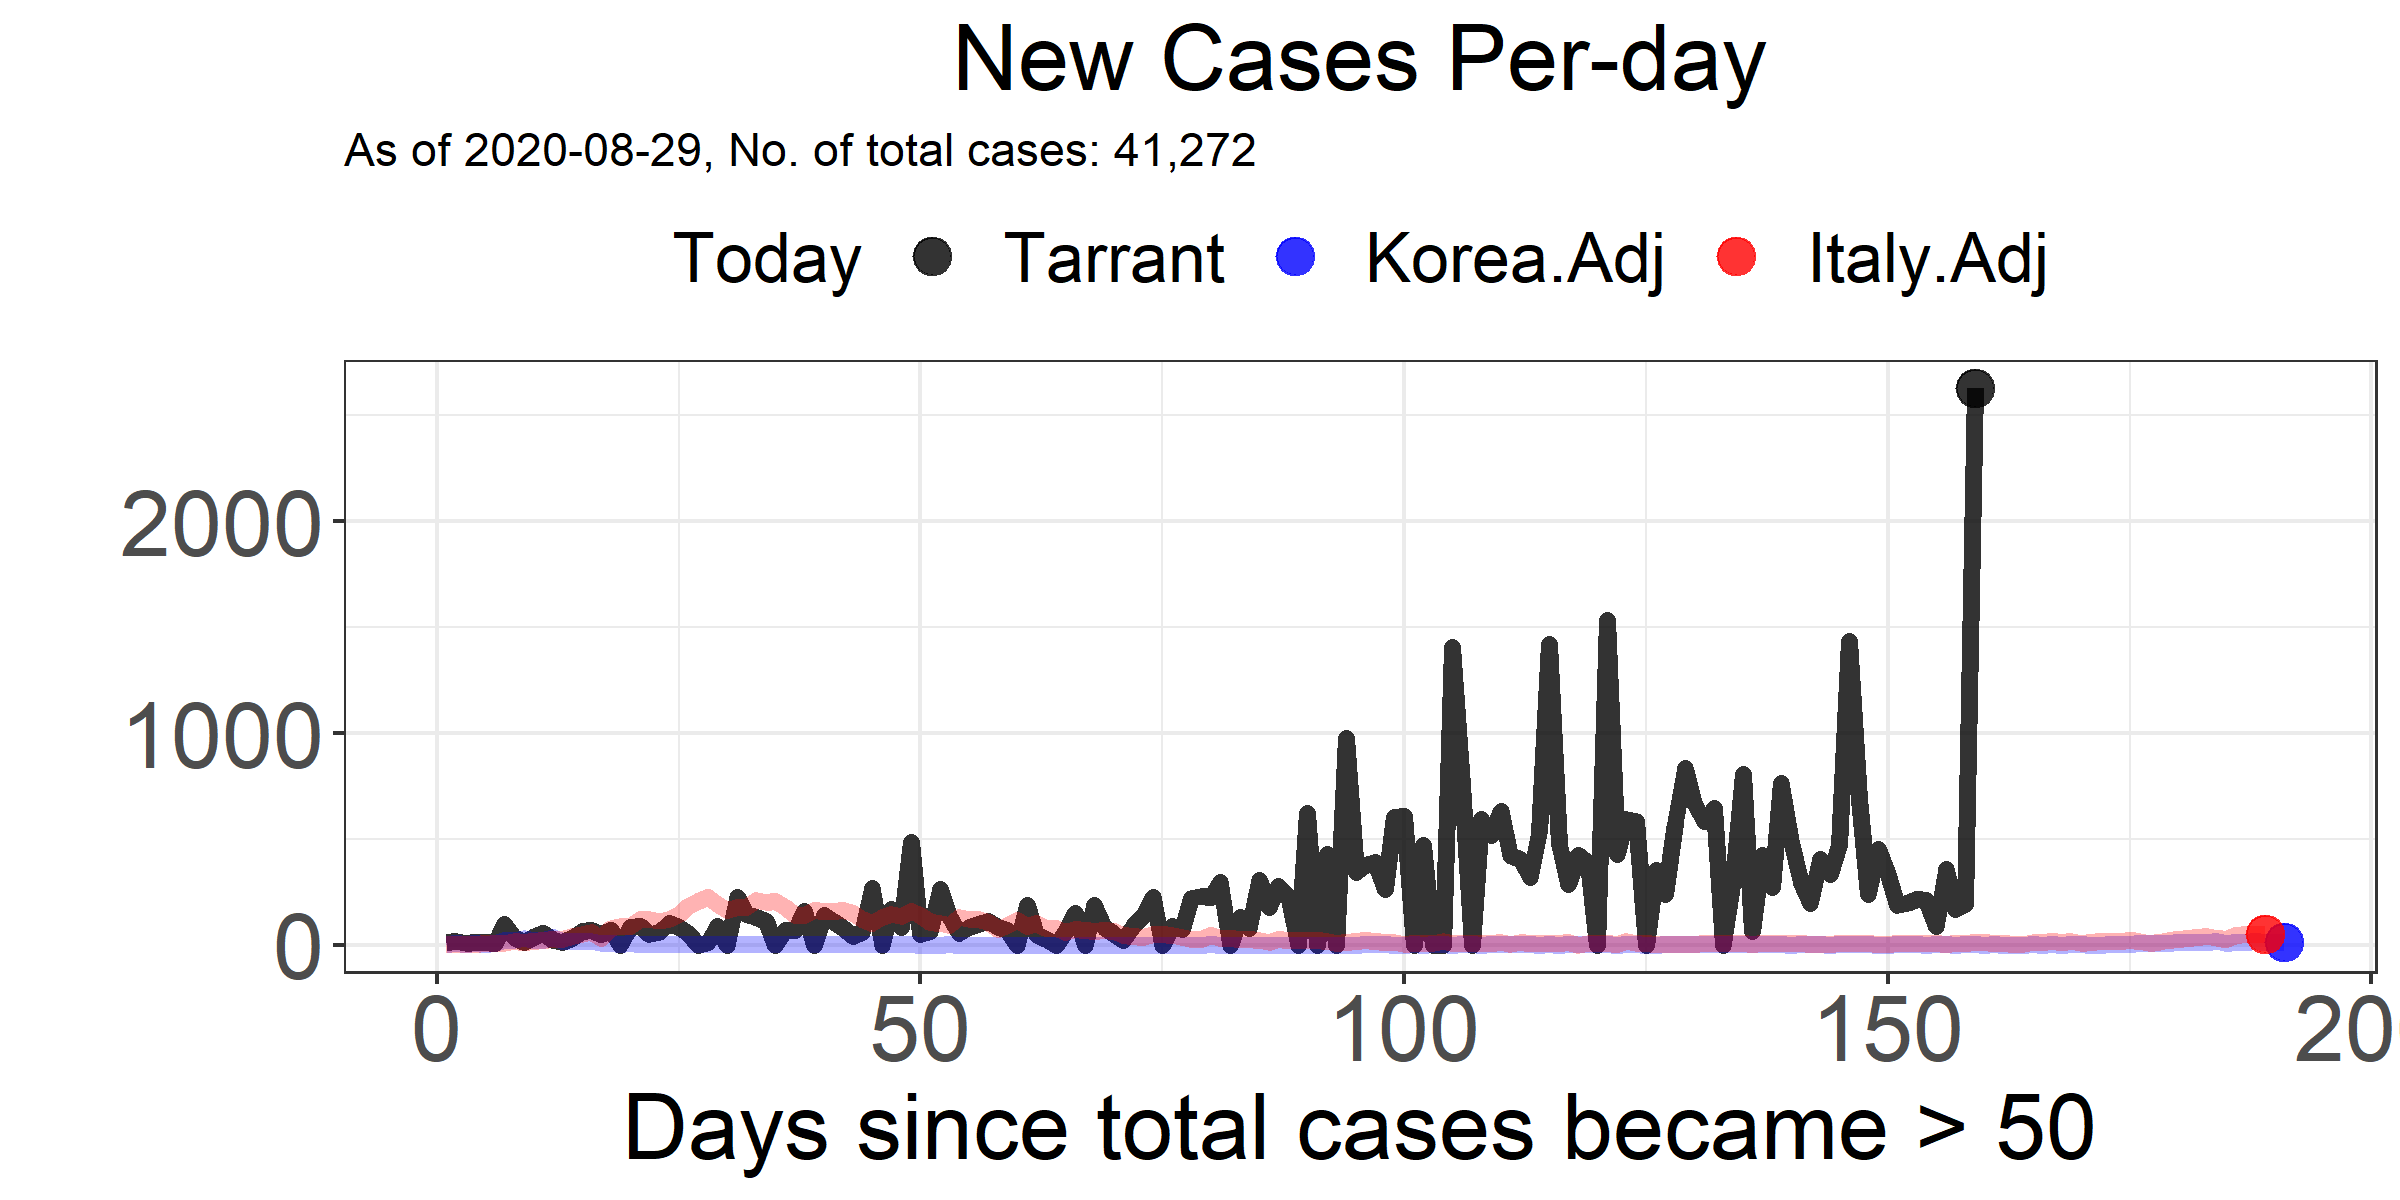 New Cases Per-day
As of 2020-08-29, No. of total cases: 41,272
Today Tarrant Korea.Adj Italy.Adj
2000
1000
0
0 50 100 150 20
Days since total cases became > 50